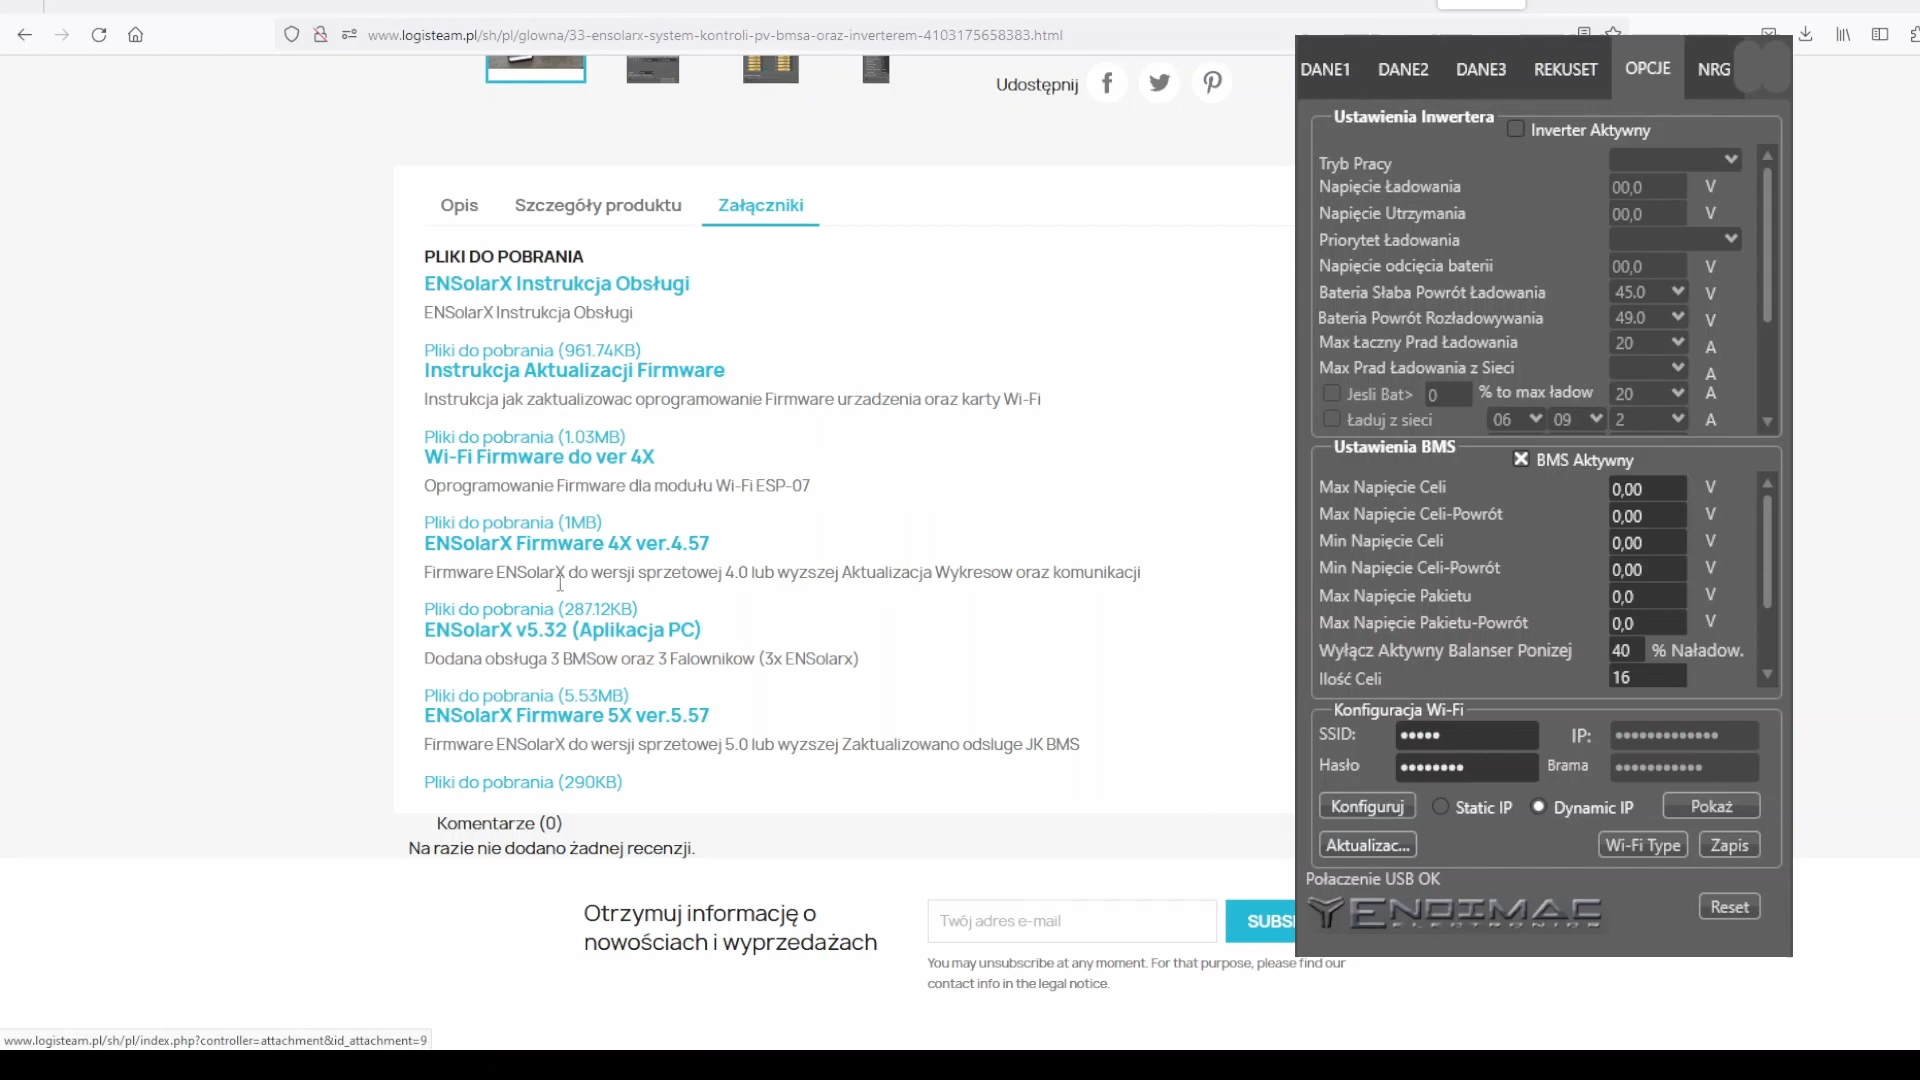 www.logisteam.pl/sh/pl/glowna/33-ensolarx-system-kontroli-pv-bmsa-oraz-inverterem-4103175658383.html
Udostępnij
Opis
Szczegóły produktu
Załączniki
PLIKI DO POBRANIA
ENSolarX Instrukcja Obsługi
ENSolarX Instrukcja Obsługi
Pliki do pobrania (961.74KB)
Instrukcja Aktualizacji Firmware
Instrukcja jak zaktualizowac oprogramowanie Firmware urzadzenia oraz karty Wi-Fi
Pliki do pobrania (1.03MB)
Wi-Fi Firmware do ver 4X
Oprogramowanie Firmware dla modułu Wi-Fi ESP-07
Pliki do pobrania (1MB)
ENSolarX Firmware 4X ver.4.57
Firmware ENSolarX do wersji sprzetowej 4.0 lub wyzszej Aktualizacja Wykresow oraz komunikacji
Pliki do pobrania (287.12KB)
ENSolarX v5.32 (Aplikacja PC)
Dodana obsługa 3 BMSow oraz 3 Falownikow (3x ENSolarx)
Pliki do pobrania (5.53MB)
ENSolarX Firmware 5X ver.5.57
Firmware ENSolarX do wersji sprzetowej 5.0 lub wyzszej Zaktualizowano odsluge JK BMS
Pliki do pobrania (290KB)
Komentarze (0)
Na razie nie dodano żadnej recenzji.
Otrzymuj informację o
nowościach i wyprzedażach
Twój adres e-mail
SUBS
You may unsubscribe at any moment. For that purpose, please find our
contact info in the legal notice.
www.logisteam.pl/sh/pl/index.php?controller=attachment&id_attachment=9
DANE1 DANE2 DANE3 REKUSET OPCJE NRG
Ustawienia Inwertera
Inverter Aktywny
Tryb Pracy
Napięcie Ładowania 00,0 V
Napięcie Utrzymania 00,0 V
Priorytet Ładowania
Napięcie odcięcia baterii 00,0 V
Bateria Słaba Powrót Ładowania 45.0 V
Bateria Powrót Rozładowywania 49.0 V
Max Łaczny Prad Ładowania 20 A
Max Prad Ładowania z Sieci A
Jesli Bat> 0 % to max ładow 20 A
Ładuj z sieci 06 09 2 A
Ustawienia BMS
BMS Aktywny
Max Napięcie Celi 0,00 V
Max Napięcie Celi-Powrót 0,00 V
Min Napięcie Celi 0,00 V
Min Napięcie Celi-Powrót 0,00 V
Max Napięcie Pakietu 0,0 V
Max Napięcie Pakietu-Powrót 0,0 V
Wyłącz Aktywny Balanser Ponizej 40 % Naładow.
Ilość Celi 16
Konfiguracja Wi-Fi
SSID: ••••• IP: •••••••••••••
Hasło •••••••• Brama •••••••••••
Konfiguruj Static IP Dynamic IP Pokaż
Aktualizac... Wi-Fi Type Zapis
Połaczenie USB OK
ENDIMAC
ELECTRONICS
Reset